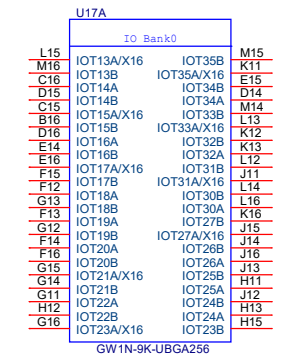 U17A
IO Bank0
L15 IOT13A/X16 IOT35B M15
M16 IOT13B IOT35A/X16 K11
C16 IOT14A IOT34B E15
D15 IOT14B IOT34A D14
C15 IOT15A/X16 IOT33B M14
B16 IOT15B IOT33A/X16 L13
D16 IOT16A IOT32B K12
E14 IOT16B IOT32A K13
E16 IOT17A/X16 IOT31B L12
F15 IOT17B IOT31A/X16 J11
F12 IOT18A IOT30B L14
G13 IOT18B IOT30A L16
F13 IOT19A IOT27B K16
G12 IOT19B IOT27A/X16 J15
F14 IOT20A IOT26B J14
F16 IOT20B IOT26A J16
G15 IOT21A/X16 IOT25B J13
G14 IOT21B IOT25A H11
G11 IOT22A IOT24B J12
H12 IOT22B IOT24A H13
G16 IOT23A/X16 IOT23B H15
GW1N-9K-UBGA256